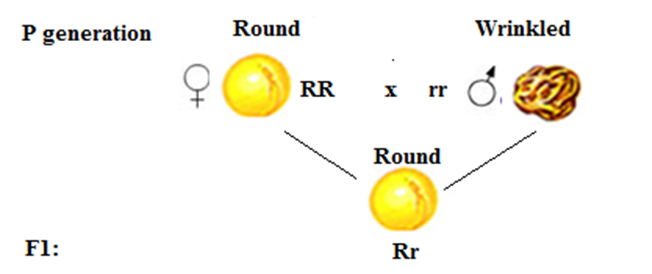 P generation Round Wrinkled
♀ RR x rr ♂
Round
F1: Rr